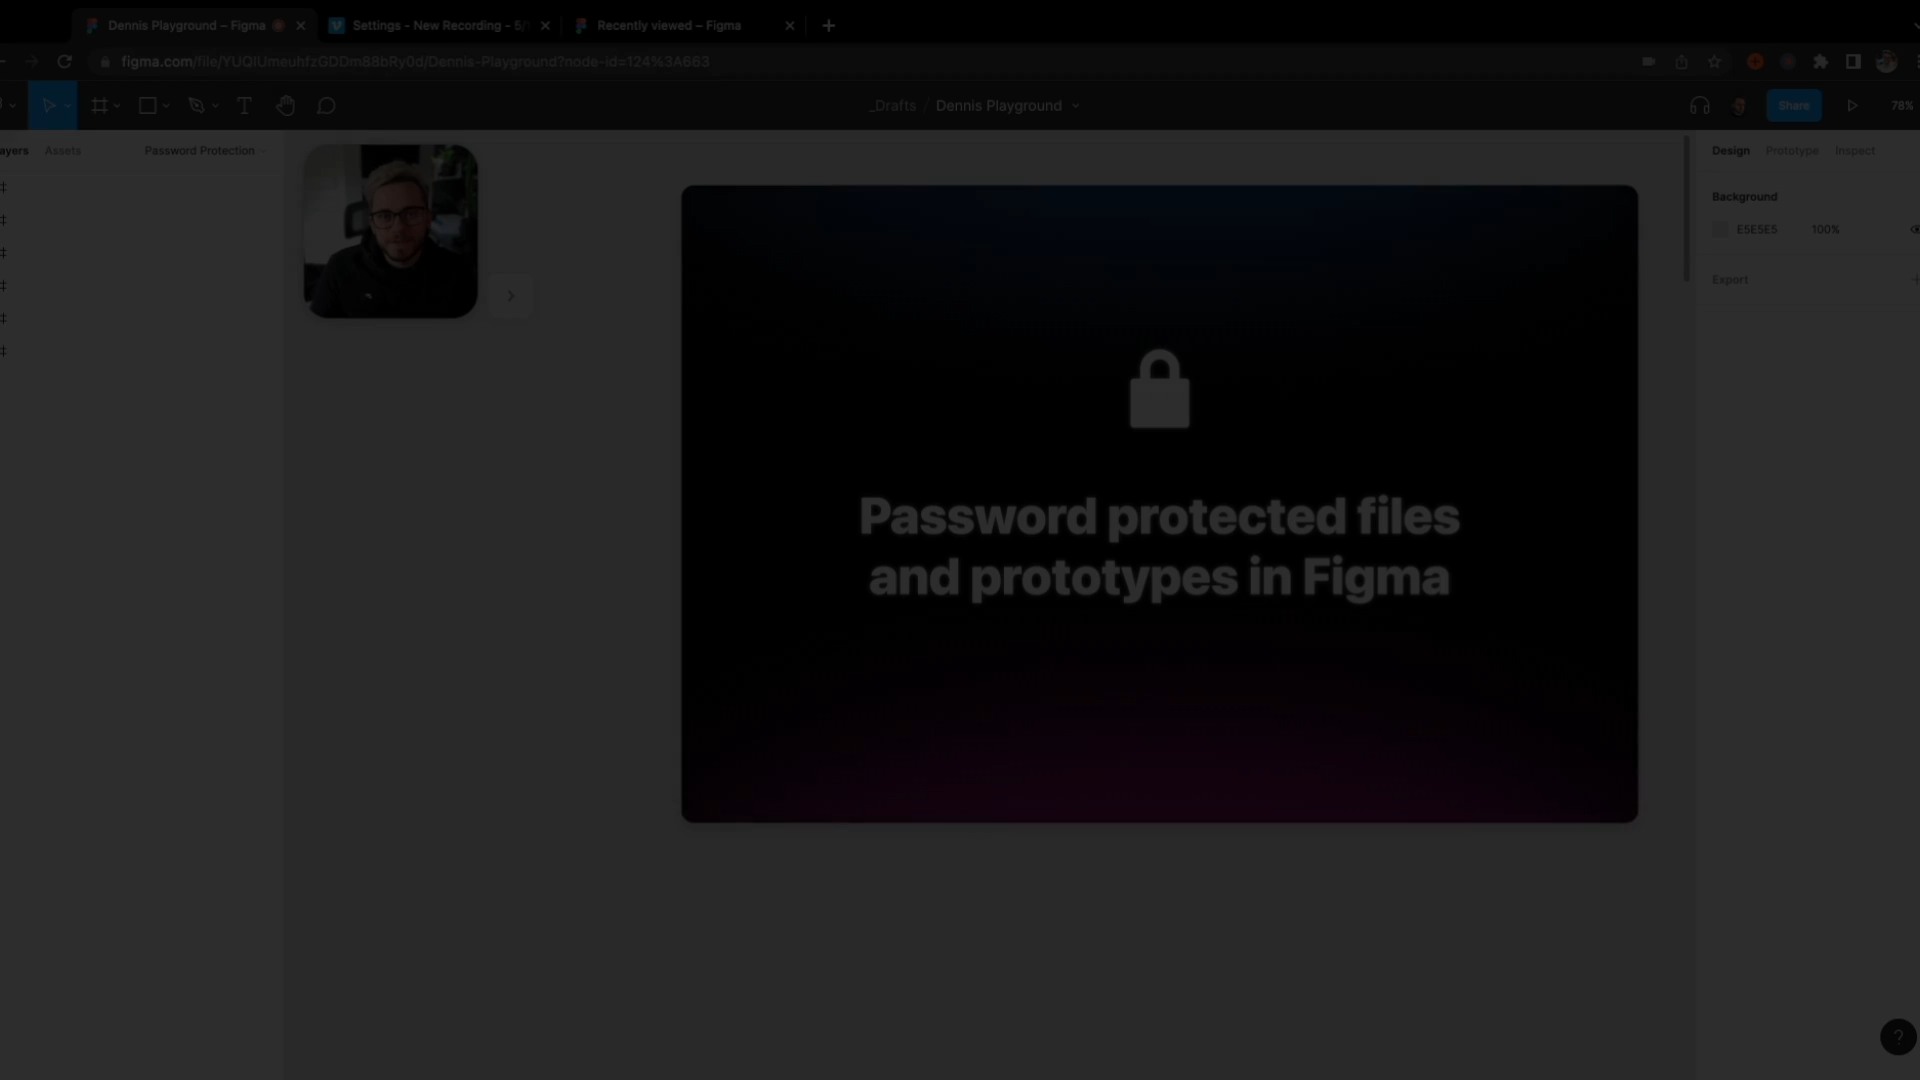 Dennis Playground – Figma
Settings - New Recording - 5/
Recently viewed – Figma
figma.com/file/YUQIUmeuhfzGDDm88bRy0d/Dennis-Playground?node-id=124%3A663
_Drafts / Dennis Playground
Share
78%
ayers
Assets
Password Protection
Design
Prototype
Inspect
Background
E5E5E5
100%
Export
Password protected files
and prototypes in Figma
?